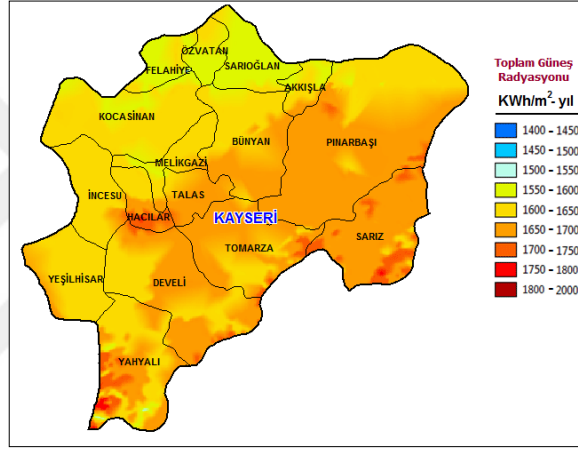 ÖZVATAN
FELAHİYE
SARIOĞLAN
AKKIŞLA
KOCASİNAN
BÜNYAN
PINARBAŞI
MELİKGAZİ
İNCESU
TALAS
HACILAR
KAYSERİ
SARIZ
TOMARZA
YEŞİLHİSAR
DEVELİ
YAHYALI
Toplam Güneş
Radyasyonu
KWh/m²- yıl
1400 - 1450
1450 - 1500
1500 - 1550
1550 - 1600
1600 - 1650
1650 - 1700
1700 - 1750
1750 - 1800
1800 - 2000